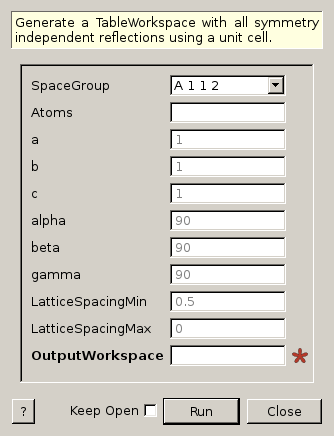 Generate a TableWorkspace with all symmetry
independent reflections using a unit cell.
SpaceGroup A 1 1 2
Atoms
a 1
b 1
c 1
alpha 90
beta 90
gamma 90
LatticeSpacingMin 0.5
LatticeSpacingMax 0
OutputWorkspace *
? Keep Open Run Close